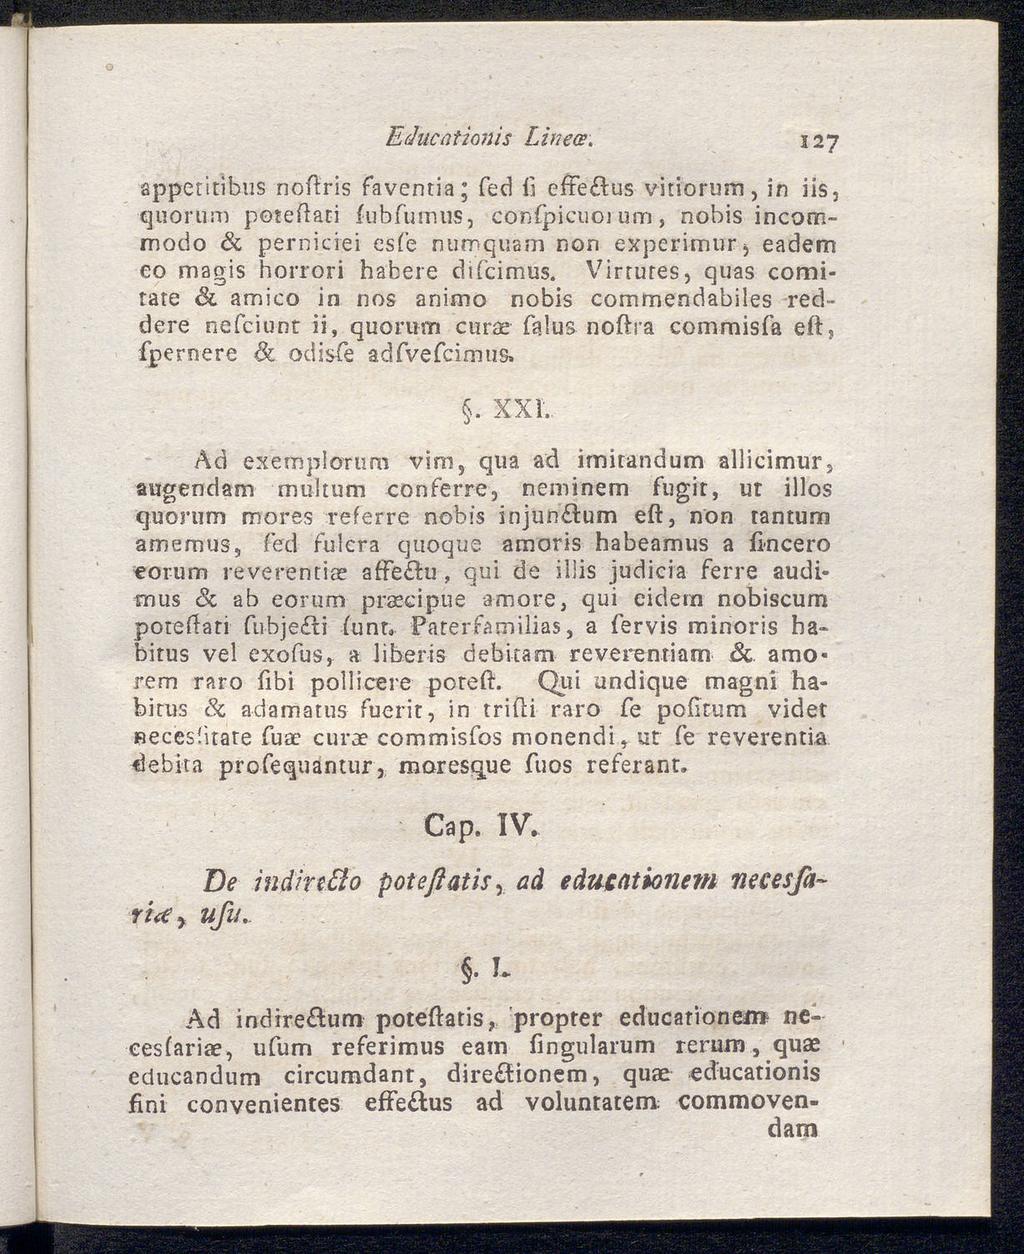 Educationis Lineæ. 127
appetitibus noſtris faventia; ſed ſi effectus vitiorum, in iis,
quorum poteſtati ſubſumus, conſpicuorum, nobis incom-
modo & perniciei esſe numquam non experimur, eadem
eo magis horrori habere diſcimus. Virtutes, quas comi-
tate & amico in nos animo nobis commendabiles red-
dere neſciunt ii, quorum curæ ſalus noſtra commisſa eſt,
ſpernere & odisſe adſveſcimus.
§. XXI.
Ad exemplorum vim, qua ad imitandum allicimur,
augendam multum conferre, neminem fugit, ut illos
quorum mores referre nobis injunctum eſt, non tantum
amemus, ſed fulcra quoque amoris habeamus a ſincero
eorum reverentiæ affectu, qui de illis judicia ferre audi-
mus & ab eorum præcipue amore, qui eidem nobiscum
poteſtati ſubjecti ſunt. Paterfamilias, a ſervis minoris ha-
bitus vel exoſus, a liberis debitam reverentiam & amo-
rem raro ſibi pollicere poteſt. Qui undique magni ha-
bitus & adamatus fuerit, in triſti raro ſe poſitum videt
necesſitate ſuæ curæ commisſos monendi, ut ſe reverentia
debita proſequantur, moresque ſuos referant.
Cap. IV.
De indirecto poteſtatis, ad educationem necesſa-
riæ, uſu.
§. I.
Ad indirectum poteſtatis, propter educationem ne-
cesſariæ, uſum referimus eam ſingularum rerum, quæ
educandum circumdant, directionem, quæ educationis
fini convenientes effectus ad voluntatem commoven-
dam